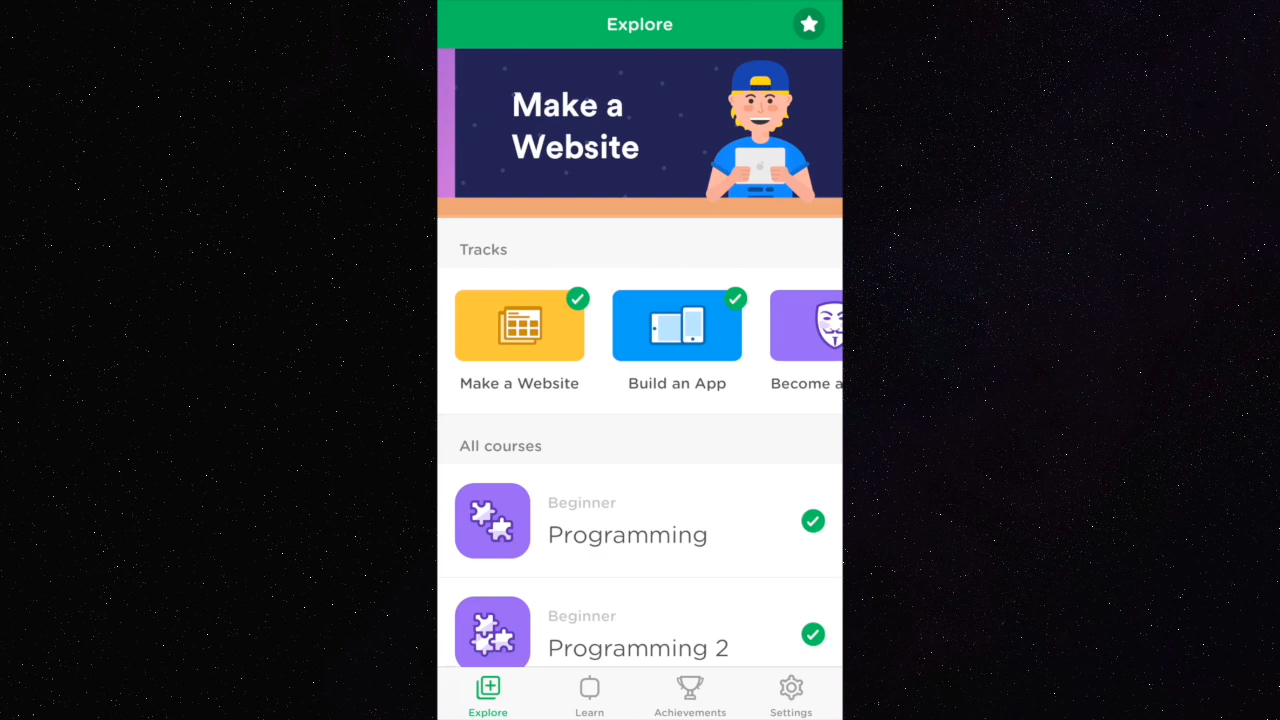 Explore
Make a
Website
Tracks
Make a Website
Build an App
Become a
All courses
Beginner
Programming
Beginner
Programming 2
Explore
Learn
Achievements
Settings